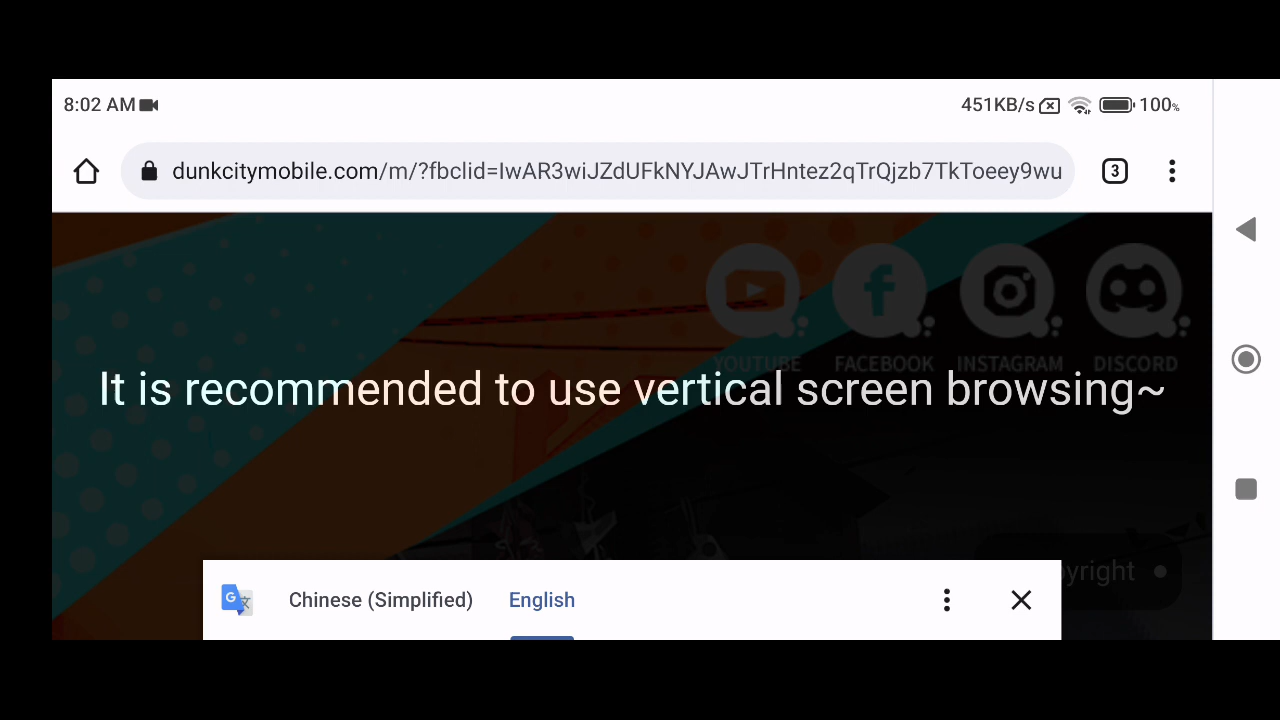 8:02 AM
451KB/s 100%
dunkcitymobile.com/m/?fbclid=IwAR3wiJZdUFkNYJAwJTrHntez2qTrQjzb7TkToeey9wu
3
YOUTUBE FACEBOOK INSTAGRAM DISCORD
It is recommended to use vertical screen browsing~
yright
Chinese (Simplified) English